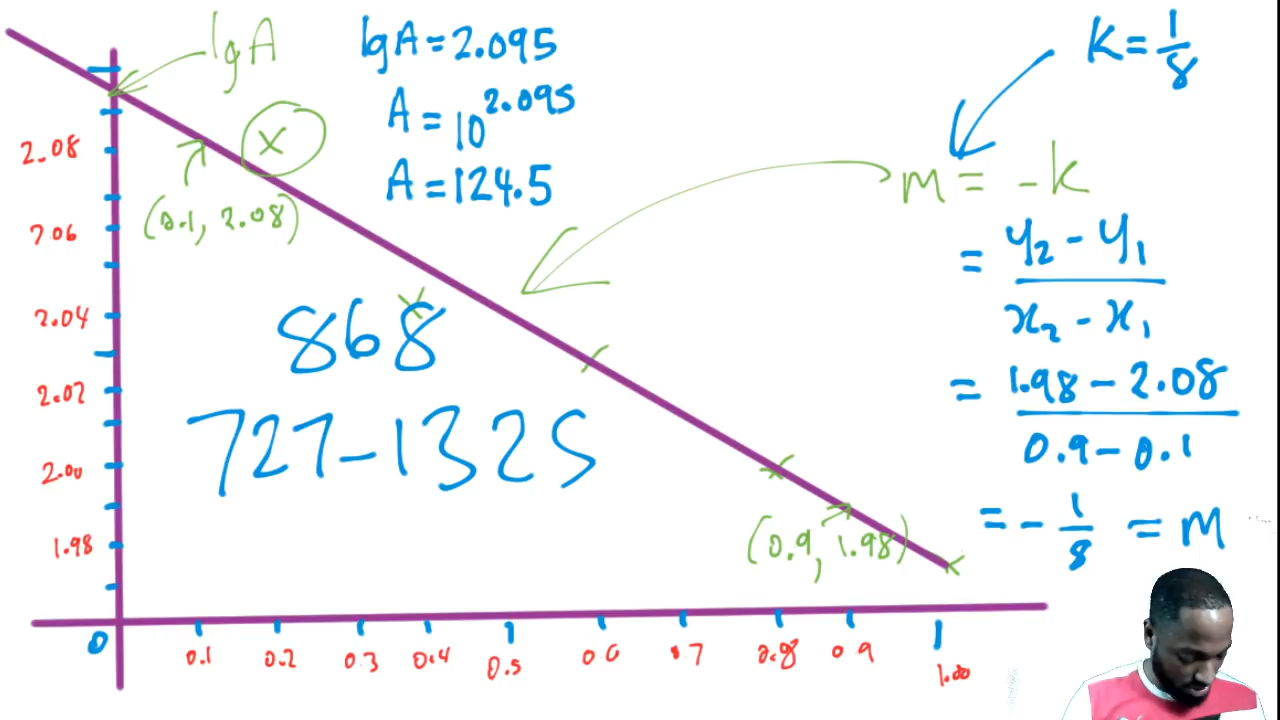 lgA
lgA = 2.095
A = 10^2.095
A = 124.5
K = 1/8
m = -k
= y₂ - y₁ / x₂ - x₁
= 1.98 - 2.08 / 0.9 - 0.1
= - 1/8 = m
(0.1, 2.08)
868
727-1325
(0.9, 1.98)
2.08
2.06
2.04
2.02
2.00
1.98
0
0.1 0.2 0.3 0.4 0.5 0.6 0.7 0.8 0.9 1.00